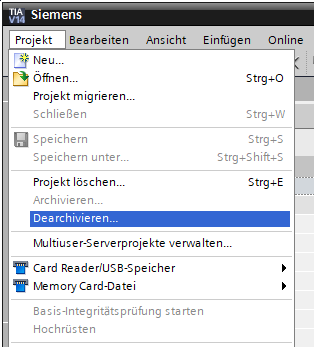 TIA
V14
Siemens
Projekt Bearbeiten Ansicht Einfügen Online
Neu...
Öffnen... Strg+O
Projekt migrieren...
Schließen Strg+W
Speichern Strg+S
Speichern unter... Strg+Shift+S
Projekt löschen... Strg+E
Archivieren...
Dearchivieren...
Multiuser-Serverprojekte verwalten...
Card Reader/USB-Speicher
Memory Card-Datei
Basis-Integritätsprüfung starten
Hochrüsten